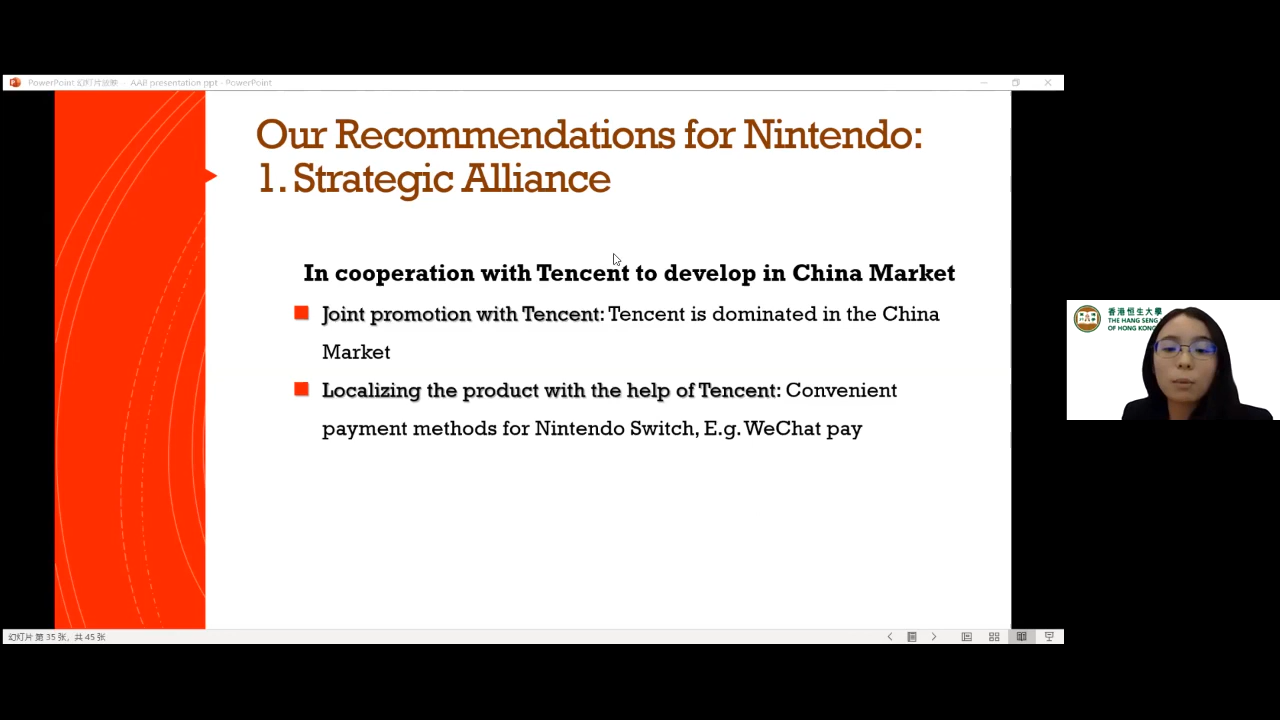 PowerPoint 幻灯片放映 - AAB presentation ppt - PowerPoint
Our Recommendations for Nintendo:
1. Strategic Alliance
In cooperation with Tencent to develop in China Market
Joint promotion with Tencent: Tencent is dominated in the China
Market
Localizing the product with the help of Tencent: Convenient
payment methods for Nintendo Switch, E.g. WeChat pay
香港恒生大學
THE HANG SENG
OF HONG KONG
幻灯片 第 35 张，共 45 张